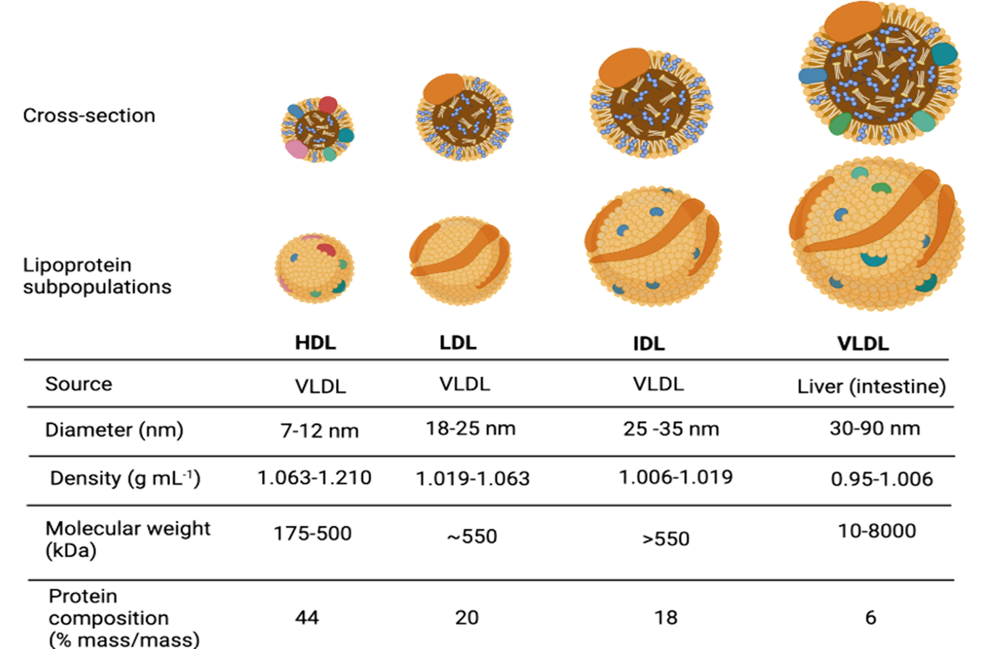 Cross-section
Lipoprotein
subpopulations
HDL LDL IDL VLDL
Source VLDL VLDL VLDL Liver (intestine)
Diameter (nm) 7-12 nm 18-25 nm 25 -35 nm 30-90 nm
Density (g mL⁻¹) 1.063-1.210 1.019-1.063 1.006-1.019 0.95-1.006
Molecular weight
(kDa) 175-500 ~550 >550 10-8000
Protein
composition 44 20 18 6
(% mass/mass)